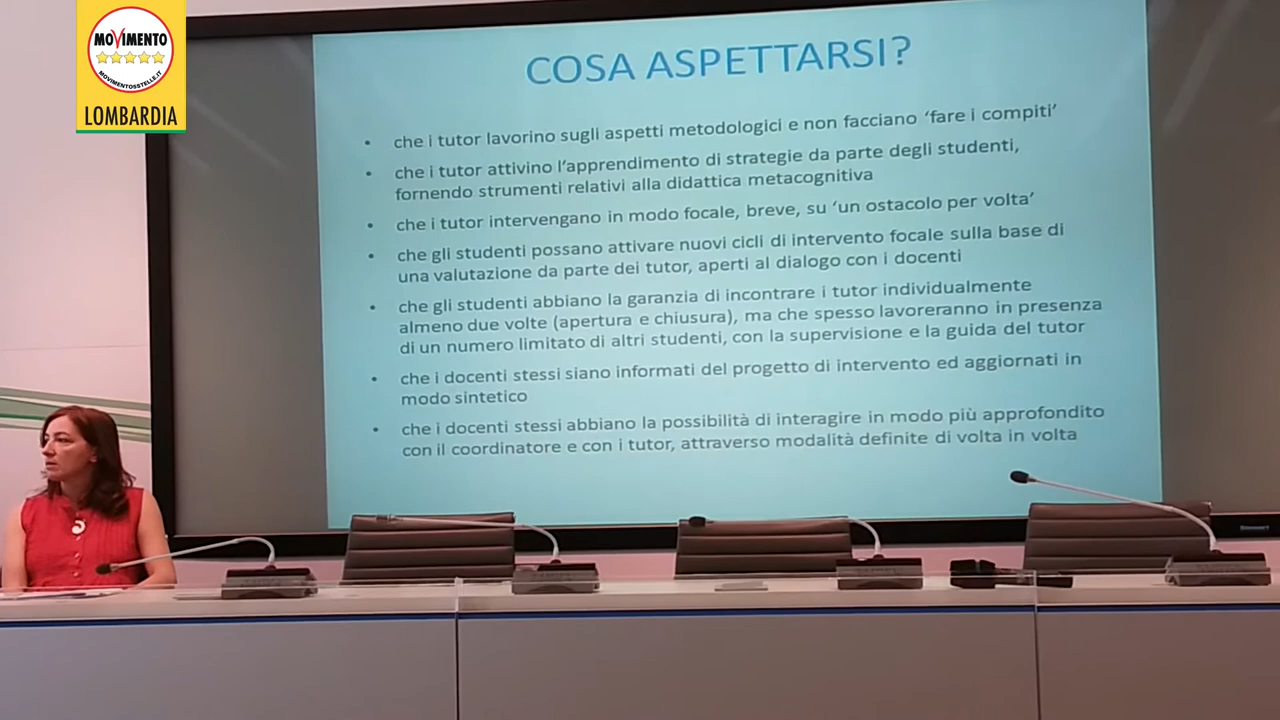 MOVIMENTO
MOVIMENTO5STELLE.IT
LOMBARDIA
COSA ASPETTARSI?
• che i tutor lavorino sugli aspetti metodologici e non facciano ‘fare i compiti’
• che i tutor attivino l’apprendimento di strategie da parte degli studenti,
fornendo strumenti relativi alla didattica metacognitiva
• che i tutor intervengano in modo focale, breve, su ‘un ostacolo per volta’
• che gli studenti possano attivare nuovi cicli di intervento focale sulla base di
una valutazione da parte dei tutor, aperti al dialogo con i docenti
• che gli studenti abbiano la garanzia di incontrare i tutor individualmente
almeno due volte (apertura e chiusura), ma che spesso lavoreranno in presenza
di un numero limitato di altri studenti, con la supervisione e la guida del tutor
• che i docenti stessi siano informati del progetto di intervento ed aggiornati in
modo sintetico
• che i docenti stessi abbiano la possibilità di interagire in modo più approfondito
con il coordinatore e con i tutor, attraverso modalità definite di volta in volta